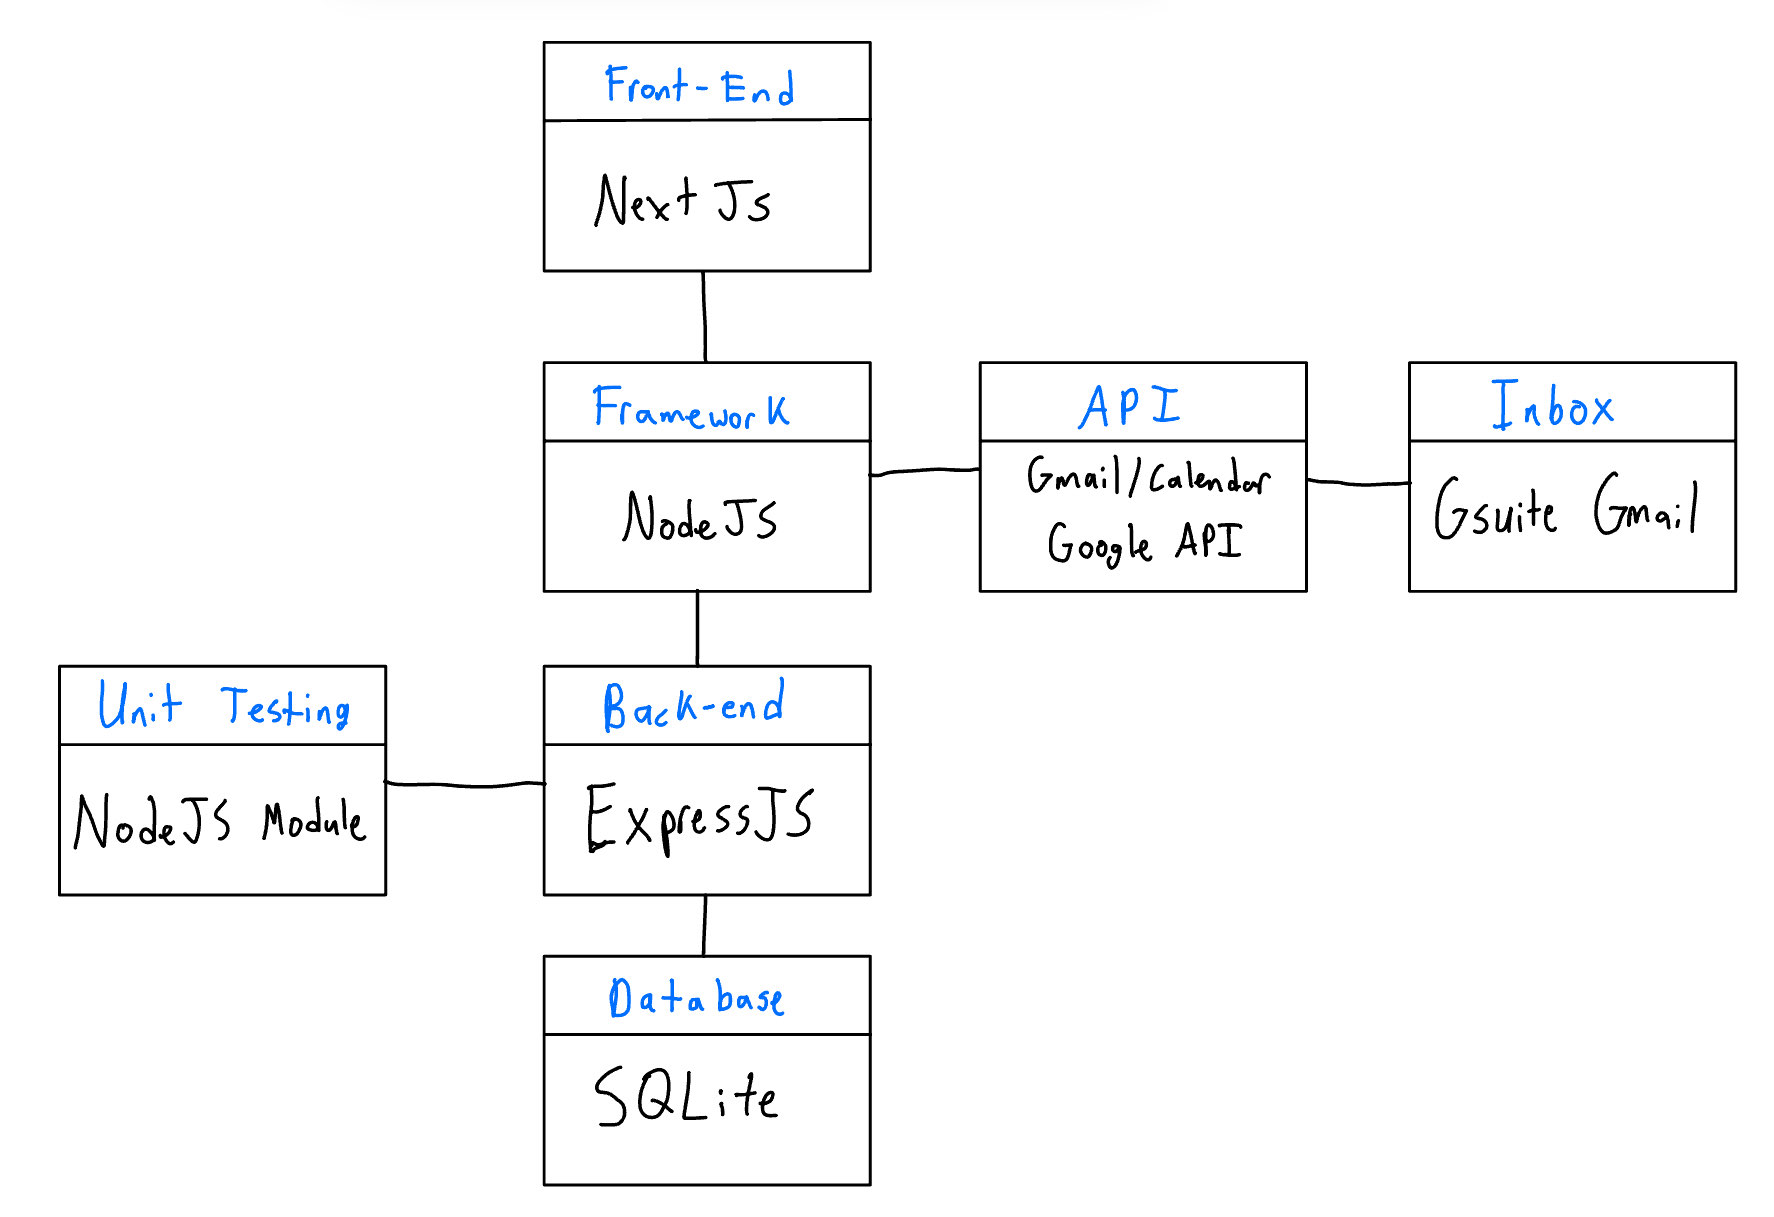 Front-End
Next Js
Framework
NodeJS
API
Gmail/Calendar
Google API
Inbox
Gsuite Gmail
Unit Testing
NodeJS Module
Back-end
ExpressJS
Database
SQLite